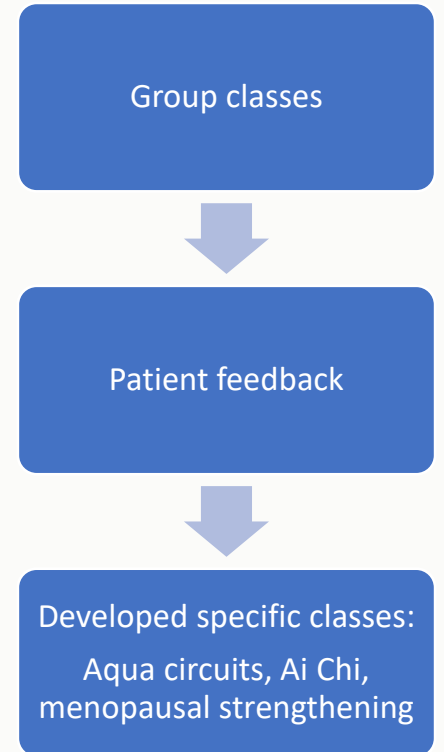 Group classes
Patient feedback
Developed specific classes:
Aqua circuits, Ai Chi,
menopausal strengthening